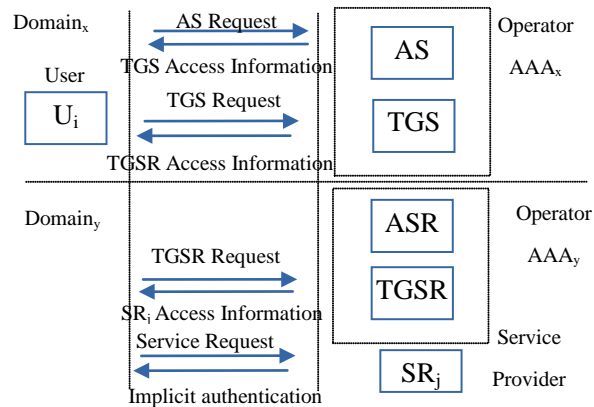 Domainx
AS Request
Operator
AS
TGS Access Information
AAAx
User
TGS Request
Ui
TGS
TGSR Access Information
Domainy
ASR
Operator
TGSR Request
AAAy
TGSR
SRj Access Information
Service Request
Service
SRj
Provider
Implicit authentication